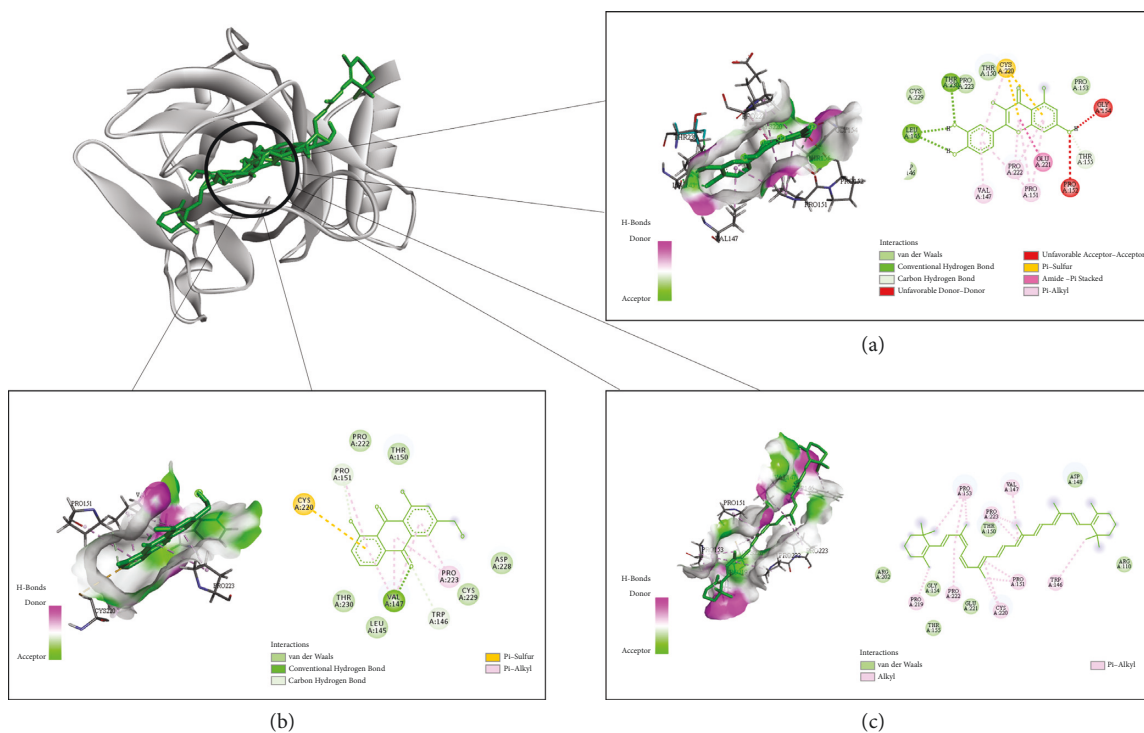 H-Bonds
Donor
Acceptor
VAL147
PRO151
CYS
A:229
THR
PRO
A:223
THR
A:150
CYS
A:220
PRO
A:153
LEU
H
H
H
VAL
A:147
PRO
A:222
GLU
A:221
PRO
A:151
THR
A:155
Interactions
van der Waals
Conventional Hydrogen Bond
Carbon Hydrogen Bond
Unfavorable Donor–Donor
Unfavorable Acceptor–Acceptor
Pi–Sulfur
Amide –Pi Stacked
Pi–Alkyl
(a)
PRO151
CYS220
PRO223
H-Bonds
Donor
Acceptor
PRO
A:222
THR
A:150
PRO
A:151
CYS
A:220
ASP
A:228
PRO
A:223
CYS
A:229
THR
A:230
VAL
A:147
LEU
A:145
TRP
A:146
Interactions
van der Waals
Conventional Hydrogen Bond
Carbon Hydrogen Bond
Pi–Sulfur
Pi–Alkyl
(b)
PRO151
H-Bonds
Donor
Acceptor
PRO
A:153
VAL
A:147
ASP
A:148
PRO
A:223
THR
A:150
ARG
A:110
ARG
A:202
GLY
A:154
PRO
A:219
PRO
A:222
GLU
A:221
PRO
A:151
CYS
A:220
TRP
A:146
THR
A:155
Interactions
van der Waals
Alkyl
Pi–Alkyl
(c)